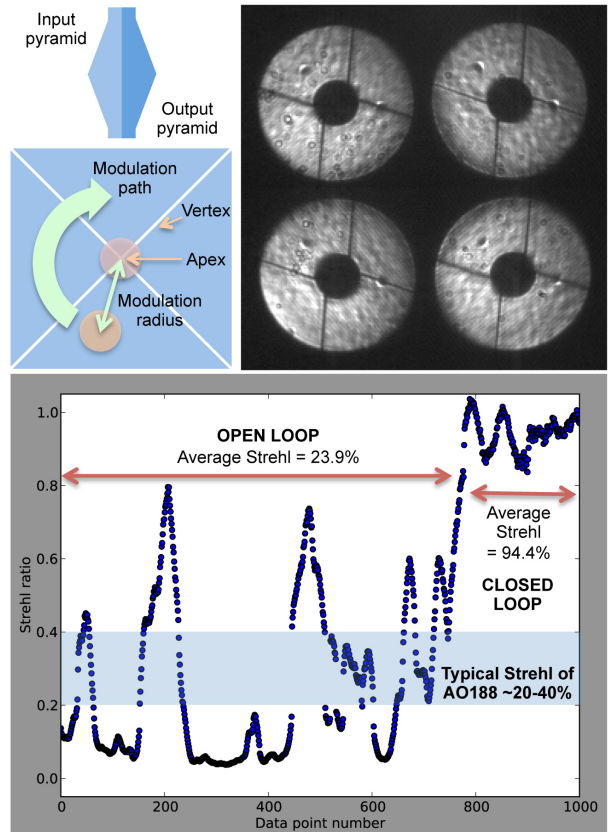 Input
pyramid
Output
pyramid
Modulation
path
Vertex
Apex
Modulation
radius
OPEN LOOP
Average Strehl = 23.9%
Average
Strehl
= 94.4%
CLOSED
LOOP
Typical Strehl of
AO188 ~20-40%
Strehl ratio
1.0
0.8
0.6
0.4
0.2
0.0
0
200
400
600
800
1000
Data point number